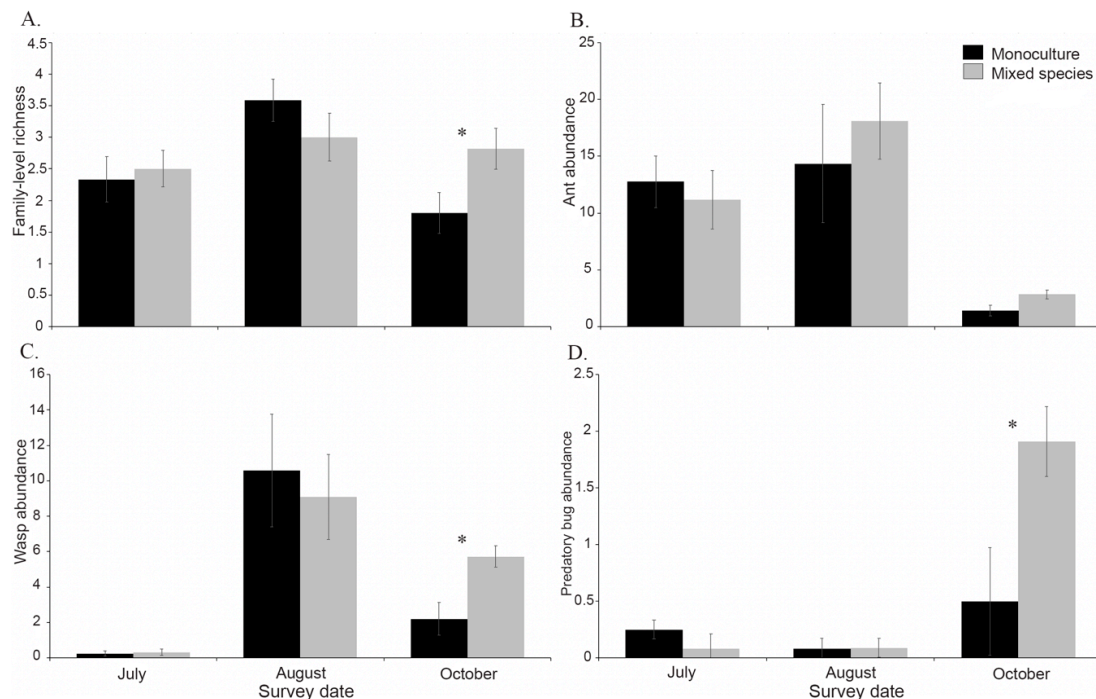 A.
Family-level richness
4.5
4
3.5
3
2.5
2
1.5
1
0.5
0
*
B.
Ant abundance
25
20
15
10
5
0
Monoculture
Mixed species
C.
Wasp abundance
16
14
12
10
8
6
4
2
0
*
July
August
October
Survey date
D.
Predatory bug abundance
2.5
2
1.5
1
0.5
0
*
July
August
October
Survey date